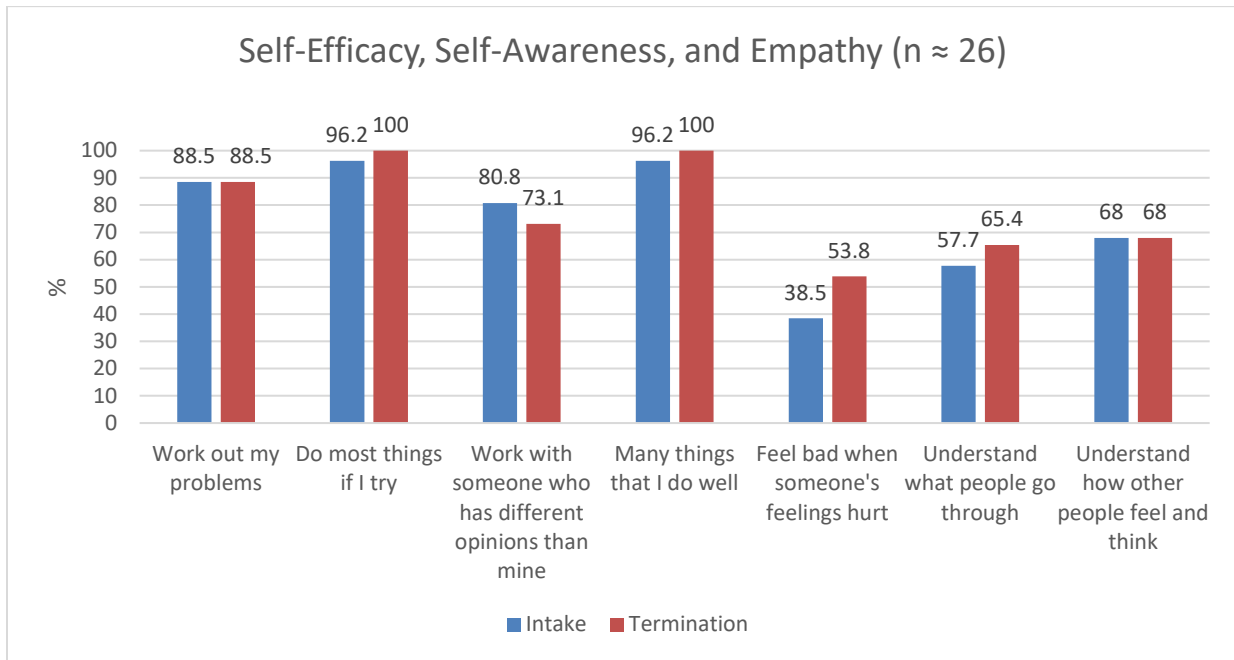 Self-Efficacy, Self-Awareness, and Empathy (n ≈ 26)
%
100
90
80
70
60
50
40
30
20
10
0
88.5
88.5
96.2
100
80.8
73.1
96.2
100
38.5
53.8
57.7
65.4
68
68
Work out my
problems
Do most things
if I try
Work with
someone who
has different
opinions than
mine
Many things
that I do well
Feel bad when
someone's
feelings hurt
Understand
what people go
through
Understand
how other
people feel and
think
Intake
Termination